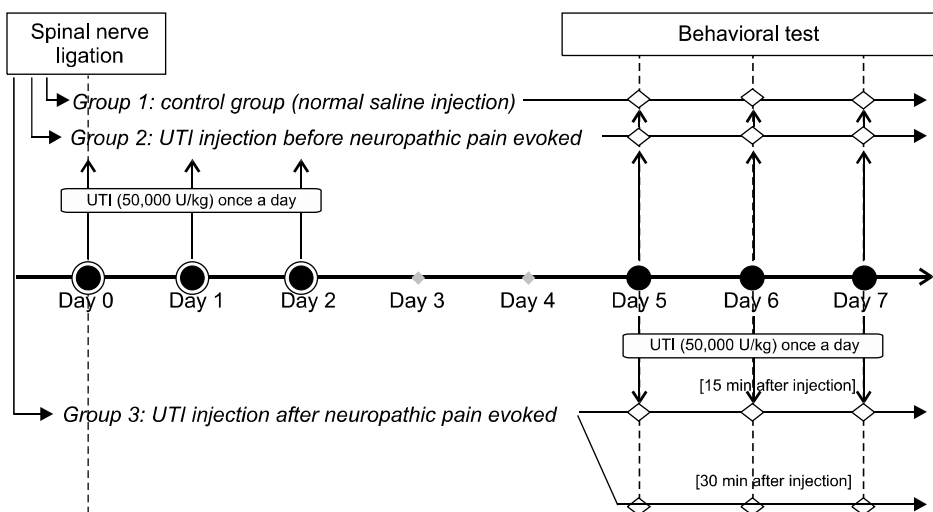 Spinal nerve
ligation
Behavioral test
Group 1: control group (normal saline injection)
Group 2: UTI injection before neuropathic pain evoked
UTI (50,000 U/kg) once a day
Day 0
Day 1
Day 2
Day 3
Day 4
Day 5
Day 6
Day 7
UTI (50,000 U/kg) once a day
[15 min after injection]
Group 3: UTI injection after neuropathic pain evoked
[30 min after injection]